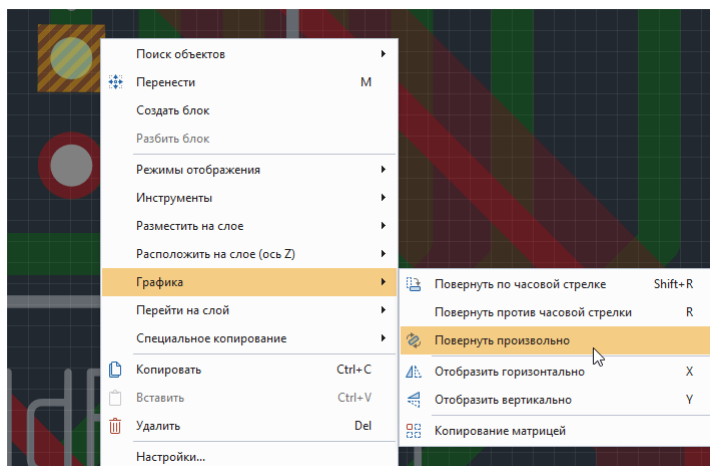 Поиск объектов
Перенести M
Создать блок
Разбить блок
Режимы отображения
Инструменты
Разместить на слое
Расположить на слое (ось Z)
Графика
Перейти на слой
Специальное копирование
Копировать Ctrl+C
Вставить Ctrl+V
Удалить Del
Настройки...
Повернуть по часовой стрелке Shift+R
Повернуть против часовой стрелки R
Повернуть произвольно
Отобразить горизонтально X
Отобразить вертикально Y
Копирование матрицей